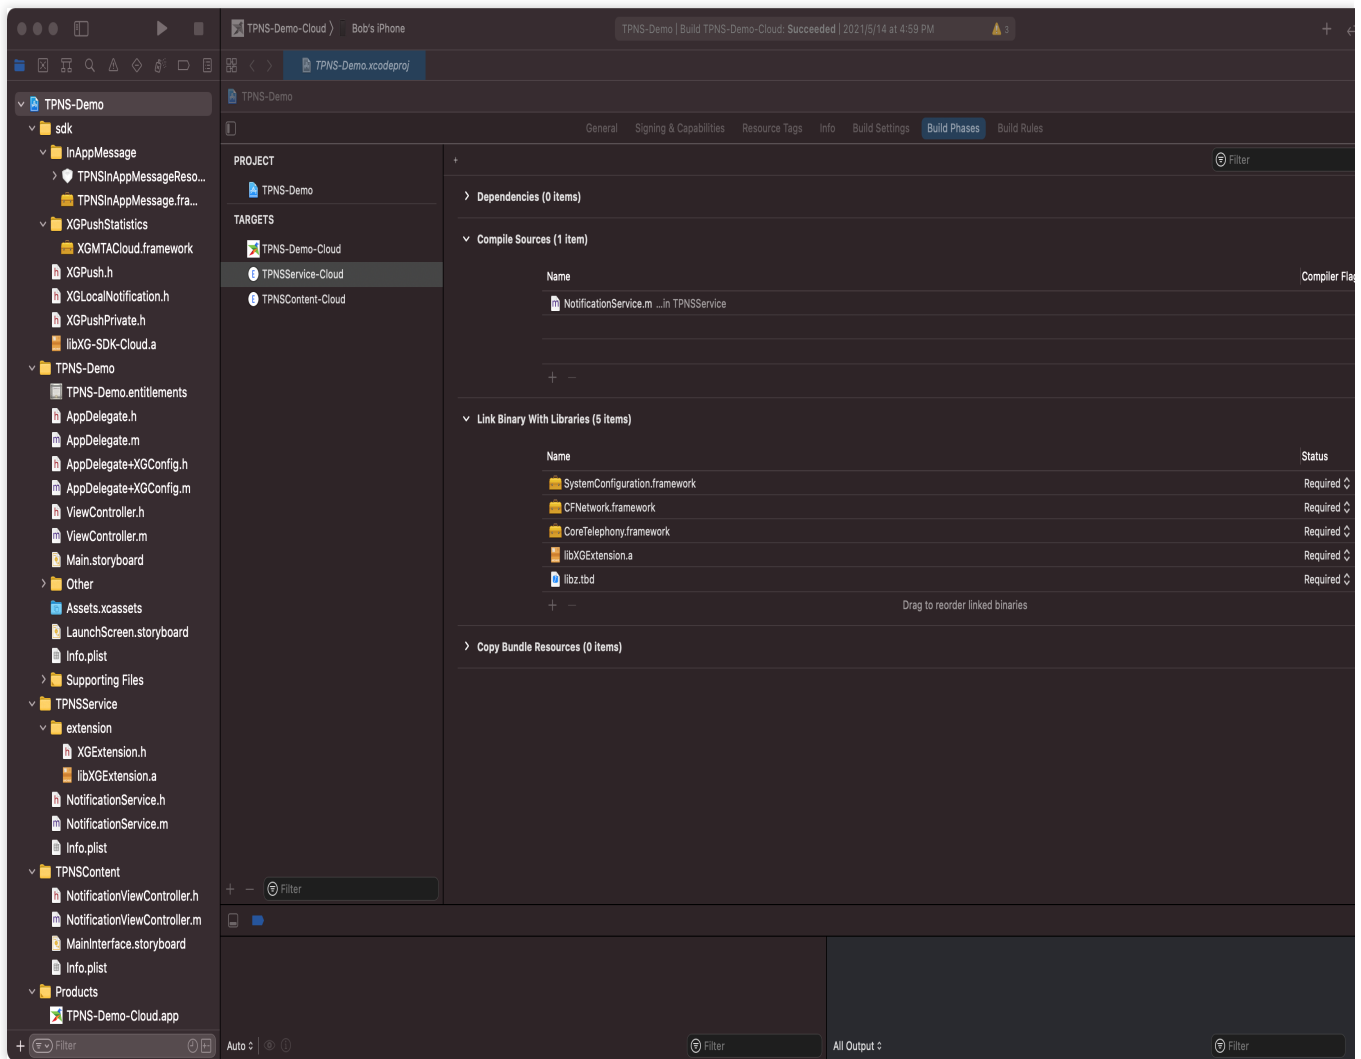 TPNS-Demo-Cloud Bob's iPhone
TPNS-Demo | Build TPNS-Demo-Cloud: Succeeded | 2021/5/14 at 4:59 PM 3
TPNS-Demo.xcodeproj
TPNS-Demo
General Signing & Capabilities Resource Tags Info Build Settings Build Phases Build Rules
TPNS-Demo
sdk
InAppMessage
TPNSInAppMessageReso...
TPNSInAppMessage.fra...
XGPushStatistics
XGMTACloud.framework
XGPush.h
XGLocalNotification.h
XGPushPrivate.h
libXG-SDK-Cloud.a
TPNS-Demo
TPNS-Demo.entitlements
AppDelegate.h
AppDelegate.m
AppDelegate+XGConfig.h
AppDelegate+XGConfig.m
ViewController.h
ViewController.m
Main.storyboard
Other
Assets.xcassets
LaunchScreen.storyboard
Info.plist
Supporting Files
TPNSService
extension
XGExtension.h
libXGExtension.a
NotificationService.h
NotificationService.m
Info.plist
TPNSContent
NotificationViewController.h
NotificationViewController.m
MainInterface.storyboard
Info.plist
Products
TPNS-Demo-Cloud.app
Filter
PROJECT
TPNS-Demo
TARGETS
TPNS-Demo-Cloud
TPNSService-Cloud
TPNSContent-Cloud
Filter
Filter
Dependencies (0 items)
Compile Sources (1 item)
Name Compiler Flag
NotificationService.m ...in TPNSService
Link Binary With Libraries (5 items)
Name Status
SystemConfiguration.framework Required
CFNetwork.framework Required
CoreTelephony.framework Required
libXGExtension.a Required
libz.tbd Required
Drag to reorder linked binaries
Copy Bundle Resources (0 items)
Auto Filter
All Output Filter